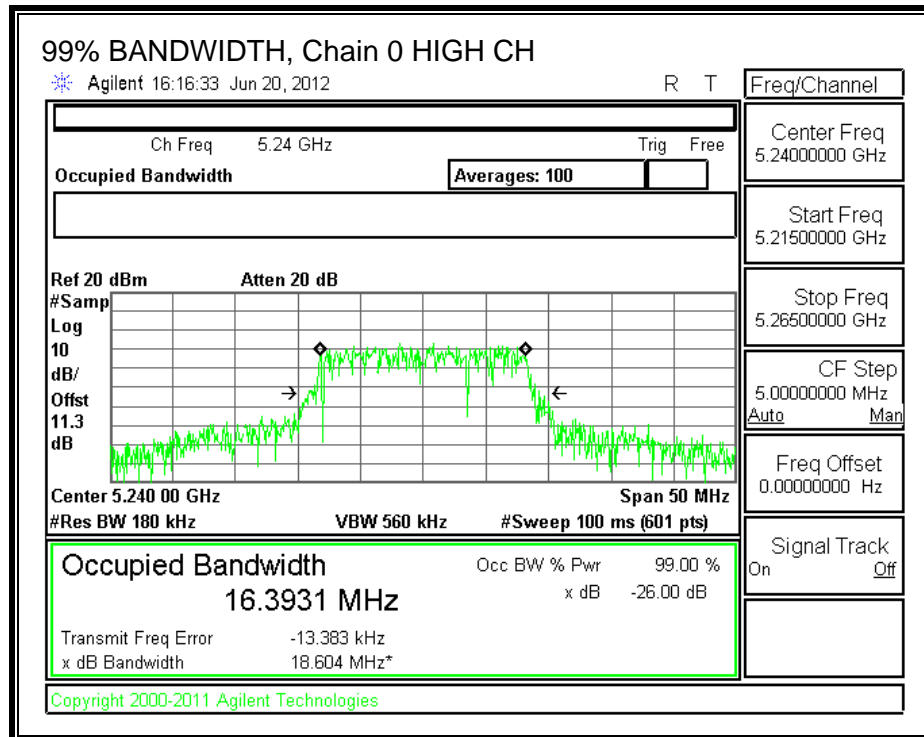 99% BANDWIDTH, Chain 0 HIGH CH
Agilent 16:16:33 Jun 20, 2012 R T
Freq/Channel
Ch Freq 5.24 GHz Trig Free
Occupied Bandwidth Averages: 100
Center Freq
5.24000000 GHz
Start Freq
5.21500000 GHz
Stop Freq
5.26500000 GHz
CF Step
5.00000000 MHz
Auto Man
Freq Offset
0.00000000 Hz
Signal Track
On Off
Ref 20 dBm Atten 20 dB
#Samp
Log
10
dB/
Offst
11.3
dB
Center 5.240 00 GHz Span 50 MHz
#Res BW 180 kHz VBW 560 kHz #Sweep 100 ms (601 pts)
Occupied Bandwidth Occ BW % Pwr 99.00 %
16.3931 MHz x dB -26.00 dB
Transmit Freq Error -13.383 kHz
x dB Bandwidth 18.604 MHz*
Copyright 2000-2011 Agilent Technologies